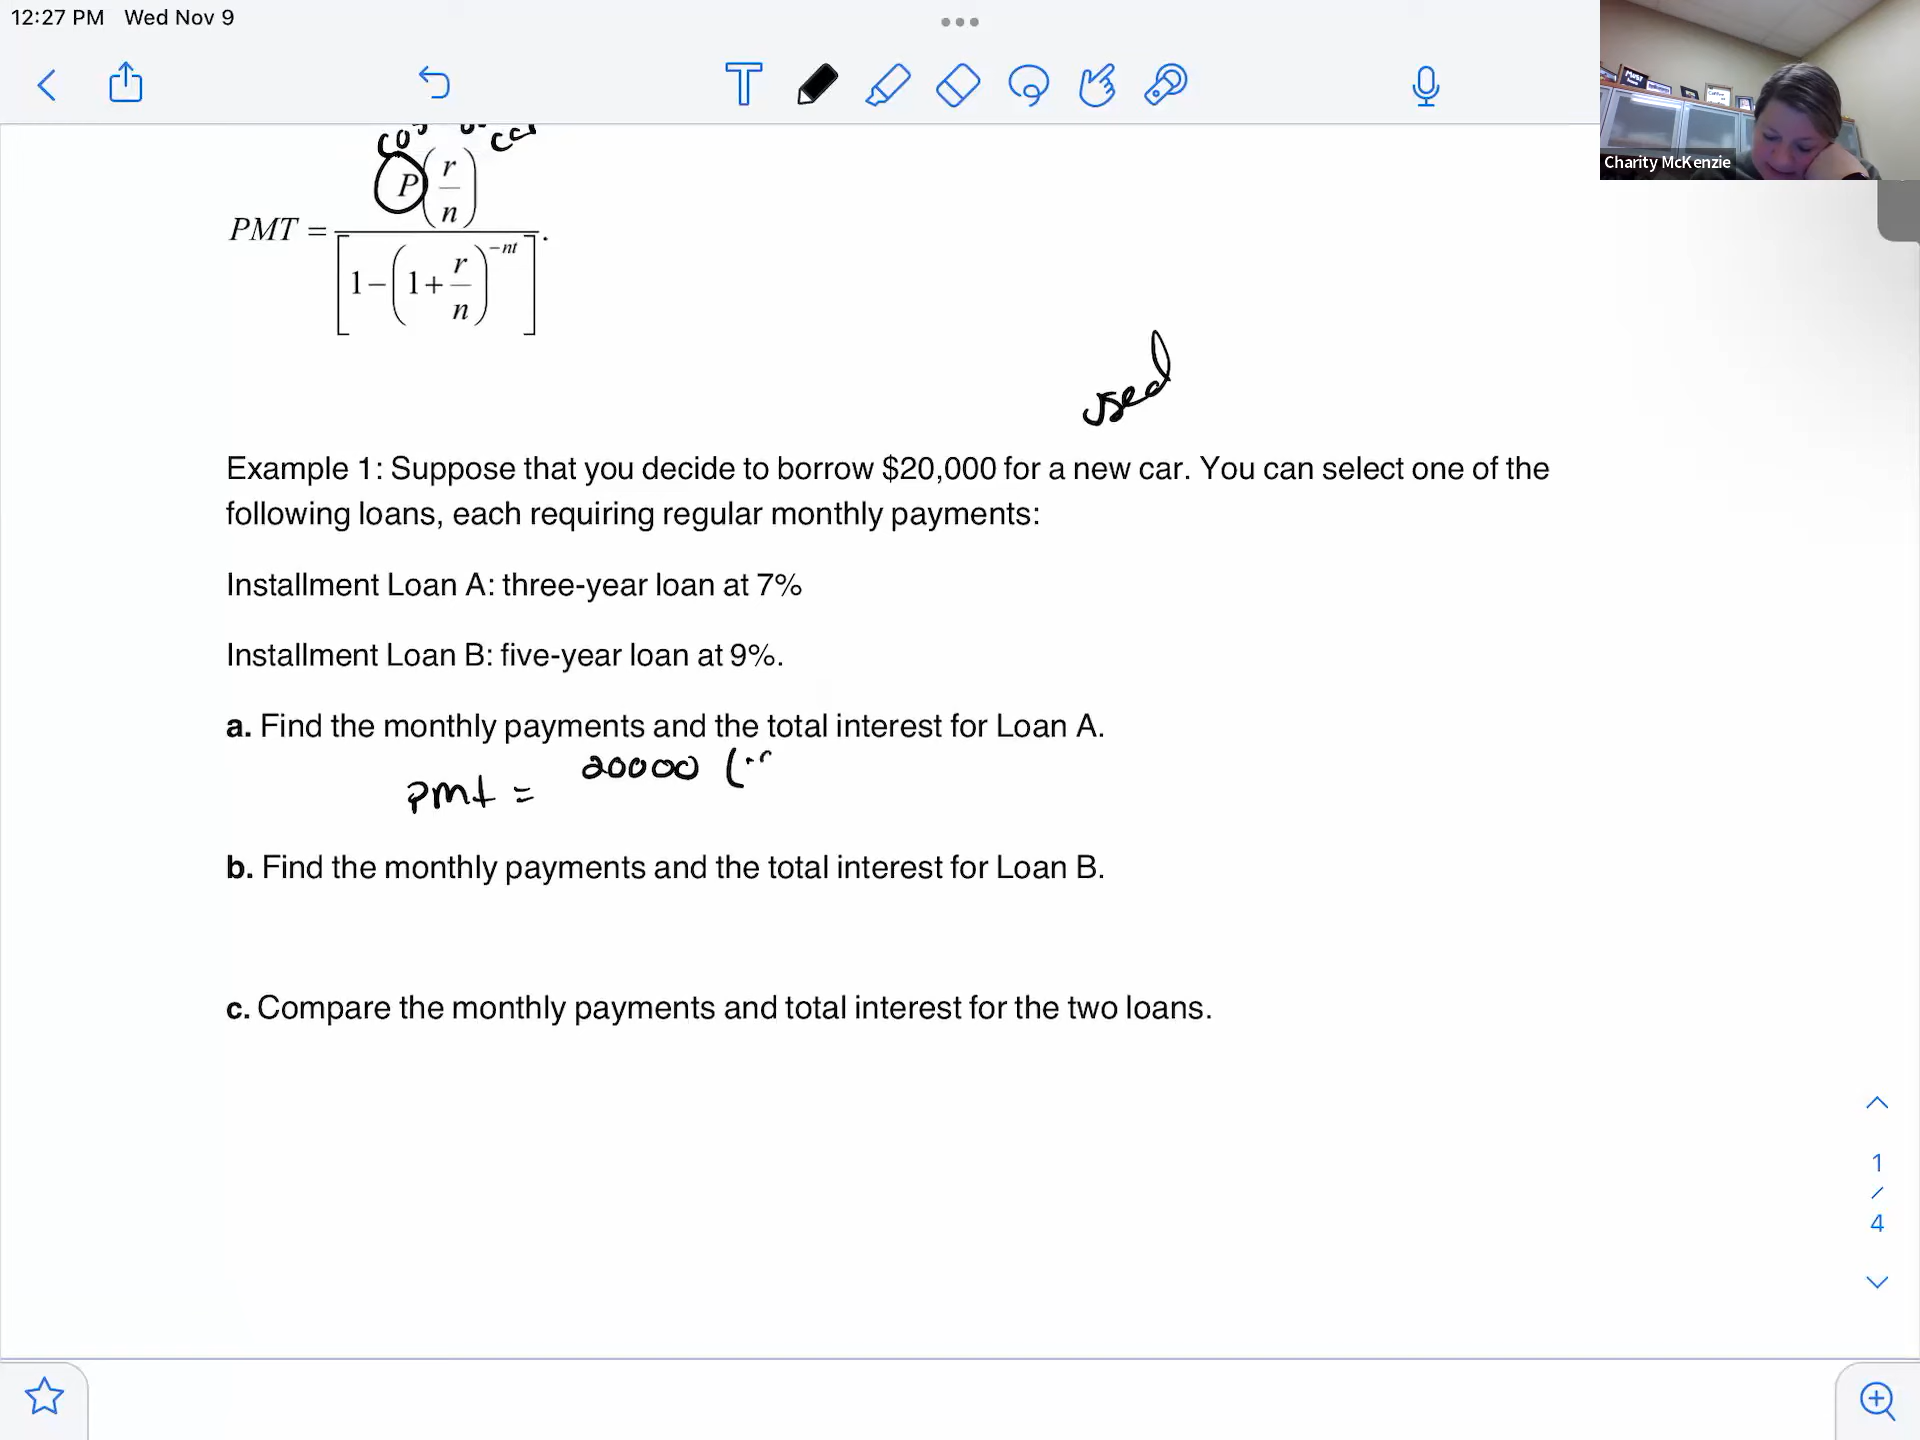 12:27 PM Wed Nov 9
Charity McKenzie
PMT = P(r/n) / [1−(1+r/n)^−nt].
used
Example 1: Suppose that you decide to borrow $20,000 for a new car. You can select one of the
following loans, each requiring regular monthly payments:
Installment Loan A: three-year loan at 7%
Installment Loan B: five-year loan at 9%.
a. Find the monthly payments and the total interest for Loan A.
pmt = 20000 (.0
b. Find the monthly payments and the total interest for Loan B.
c. Compare the monthly payments and total interest for the two loans.
1
/
4